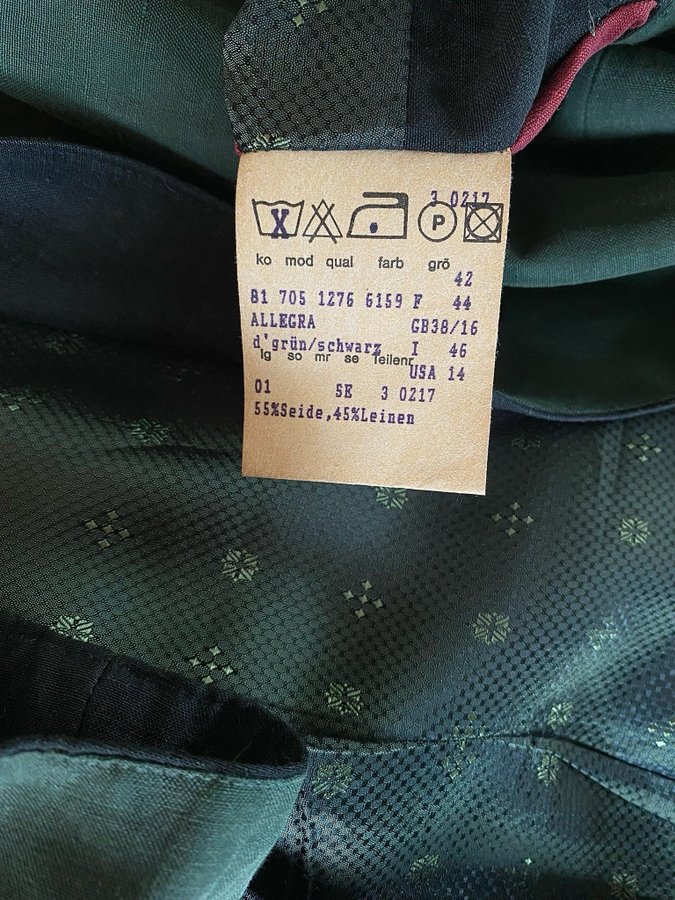 3 0217
X P
ko mod qual farb grö
42
81 705 1276 6159 F 44
ALLEGRA GB38/16
d'grün/schwarz I 46
lg so mr se Teilenr
USA 14
01 SE 3 0217
55%Seide,45%Leinen